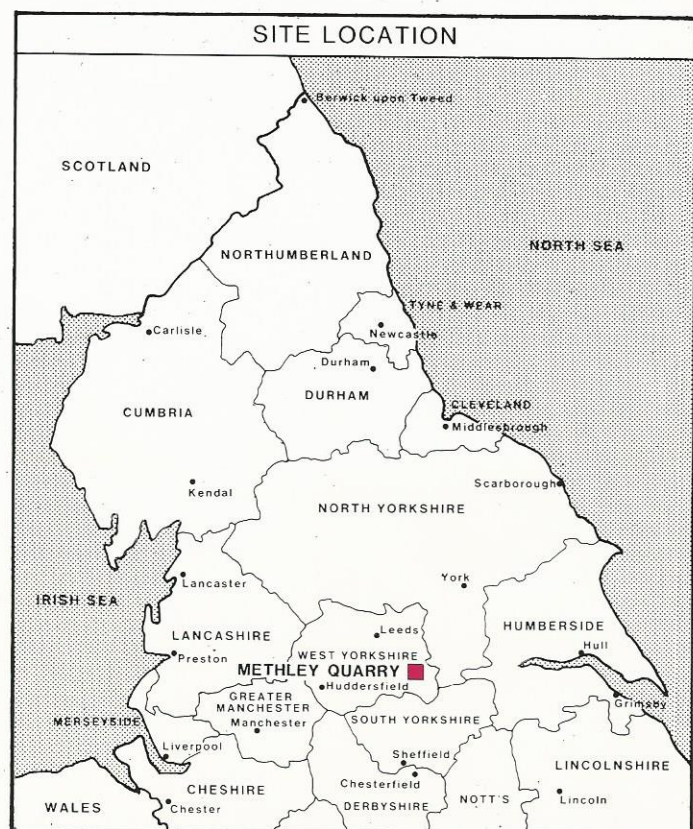 SITE LOCATION
Berwick upon Tweed
SCOTLAND
NORTHUMBERLAND
NORTH SEA
TYNE & WEAR
Carlisle
Newcastle
Durham
DURHAM
CUMBRIA
CLEVELAND
Middlesbrough
Kendal
Scarborough
NORTH YORKSHIRE
Lancaster
York
IRISH SEA
LANCASHIRE
Leeds
HUMBERSIDE
Preston
WEST YORKSHIRE
Hull
METHLEY QUARRY
Huddersfield
GREATER
MANCHESTER
Grimsby
MERSEYSIDE
Manchester
SOUTH YORKSHIRE
Liverpool
Sheffield
LINCOLNSHIRE
CHESHIRE
Chesterfield
WALES
Chester
DERBYSHIRE
NOTT'S
Lincoln